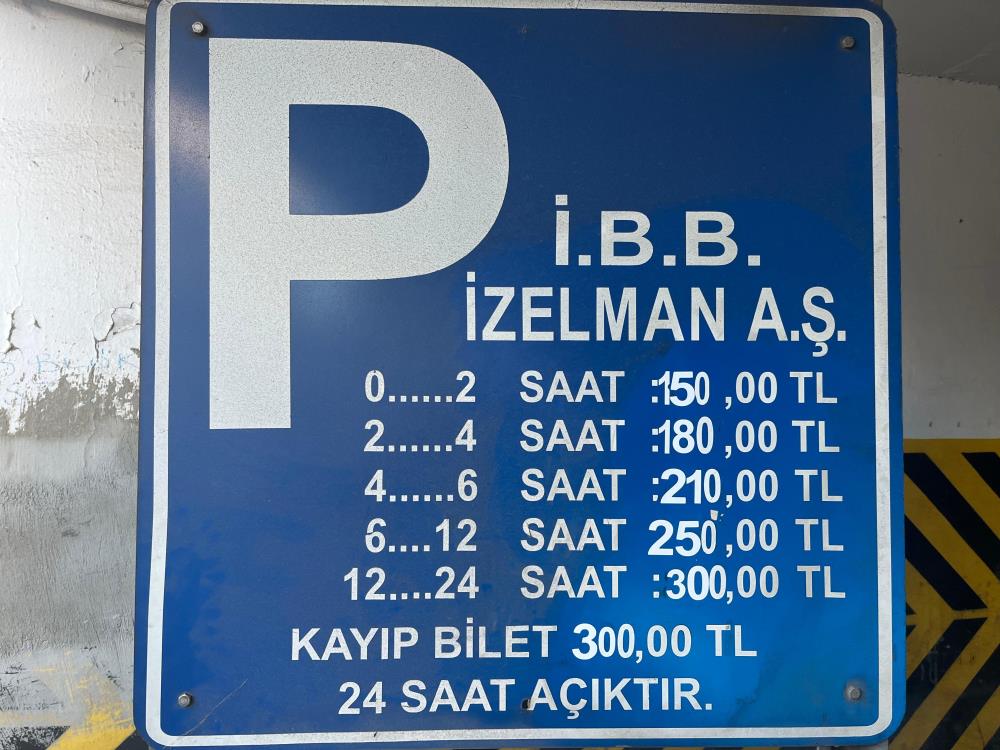 P
İ.B.B.
İZELMAN A.Ş.
0......2 SAAT :150 ,00 TL
2......4 SAAT :180 ,00 TL
4......6 SAAT :210,00 TL
6....12 SAAT 250,00 TL
12....24 SAAT :300,00 TL
KAYIP BİLET 300,00 TL
24 SAAT AÇIKTIR.